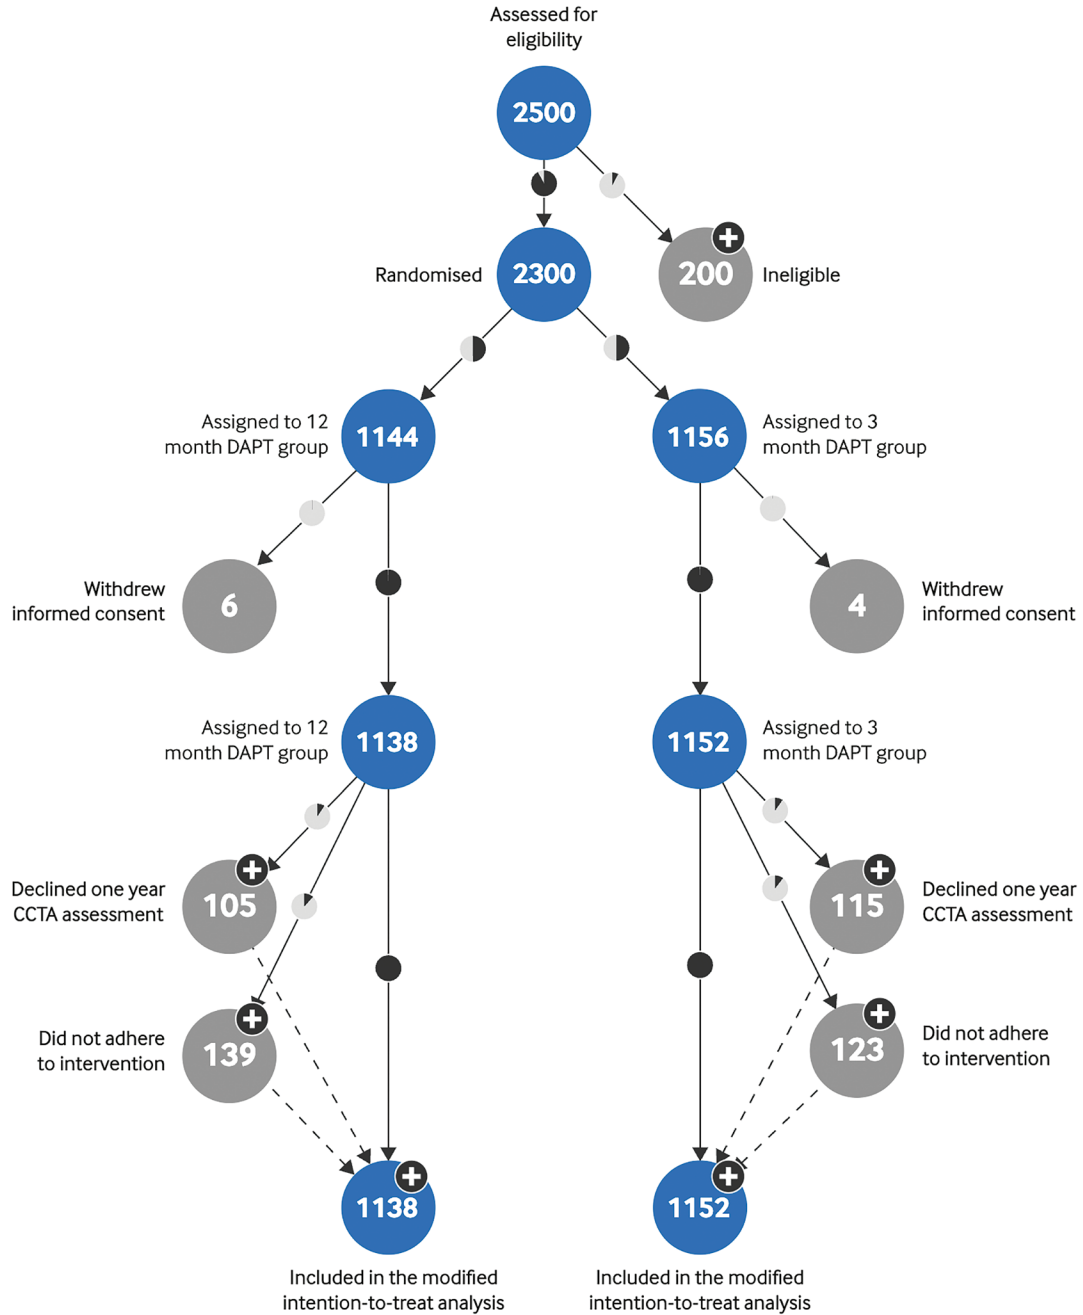 Assessed for
eligibility
2500
Randomised
2300
200
Ineligible
Assigned to 12
month DAPT group
1144
1156
Assigned to 3
month DAPT group
Withdrew
informed consent
6
4
Withdrew
informed consent
Assigned to 12
month DAPT group
1138
1152
Assigned to 3
month DAPT group
Declined one year
CCTA assessment
105
115
Declined one year
CCTA assessment
Did not adhere
to intervention
139
123
Did not adhere
to intervention
1138
1152
Included in the modified
intention-to-treat analysis
Included in the modified
intention-to-treat analysis